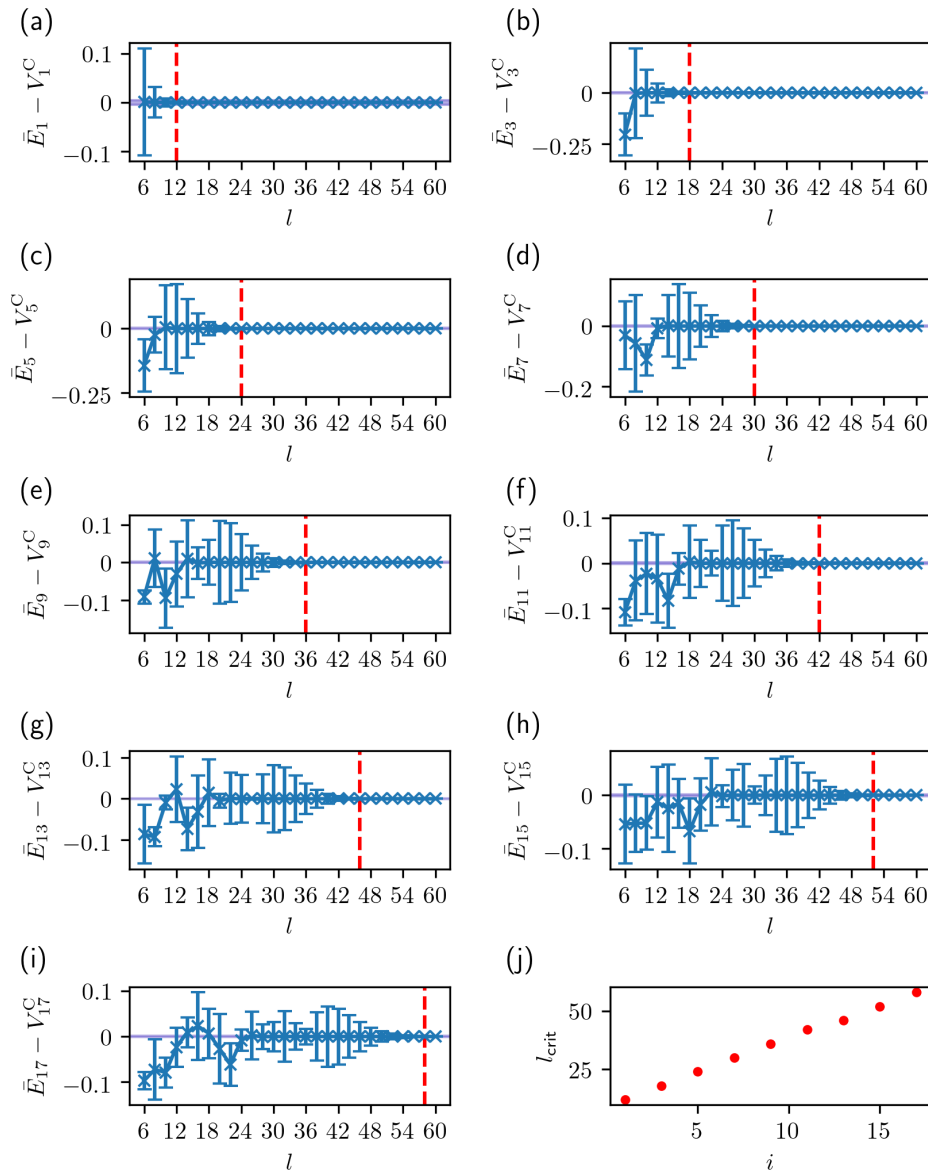 (a)
0.1
0
−0.1
Ē₁ − V₁ᶜ
6 12 18 24 30 36 42 48 54 60
l
(b)
0
−0.25
Ē₃ − V₃ᶜ
6 12 18 24 30 36 42 48 54 60
l
(c)
0
−0.25
Ē₅ − V₅ᶜ
6 12 18 24 30 36 42 48 54 60
l
(d)
0
−0.2
Ē₇ − V₇ᶜ
6 12 18 24 30 36 42 48 54 60
l
(e)
0.1
0
−0.1
Ē₉ − V₉ᶜ
6 12 18 24 30 36 42 48 54 60
l
(f)
0.1
0
−0.1
Ē₁₁ − V₁₁ᶜ
6 12 18 24 30 36 42 48 54 60
l
(g)
0.1
0
−0.1
Ē₁₃ − V₁₃ᶜ
6 12 18 24 30 36 42 48 54 60
l
(h)
0
−0.1
Ē₁₅ − V₁₅ᶜ
6 12 18 24 30 36 42 48 54 60
l
(i)
0.1
0
−0.1
Ē₁₇ − V₁₇ᶜ
6 12 18 24 30 36 42 48 54 60
l
(j)
50
25
l_crit
5 10 15
i